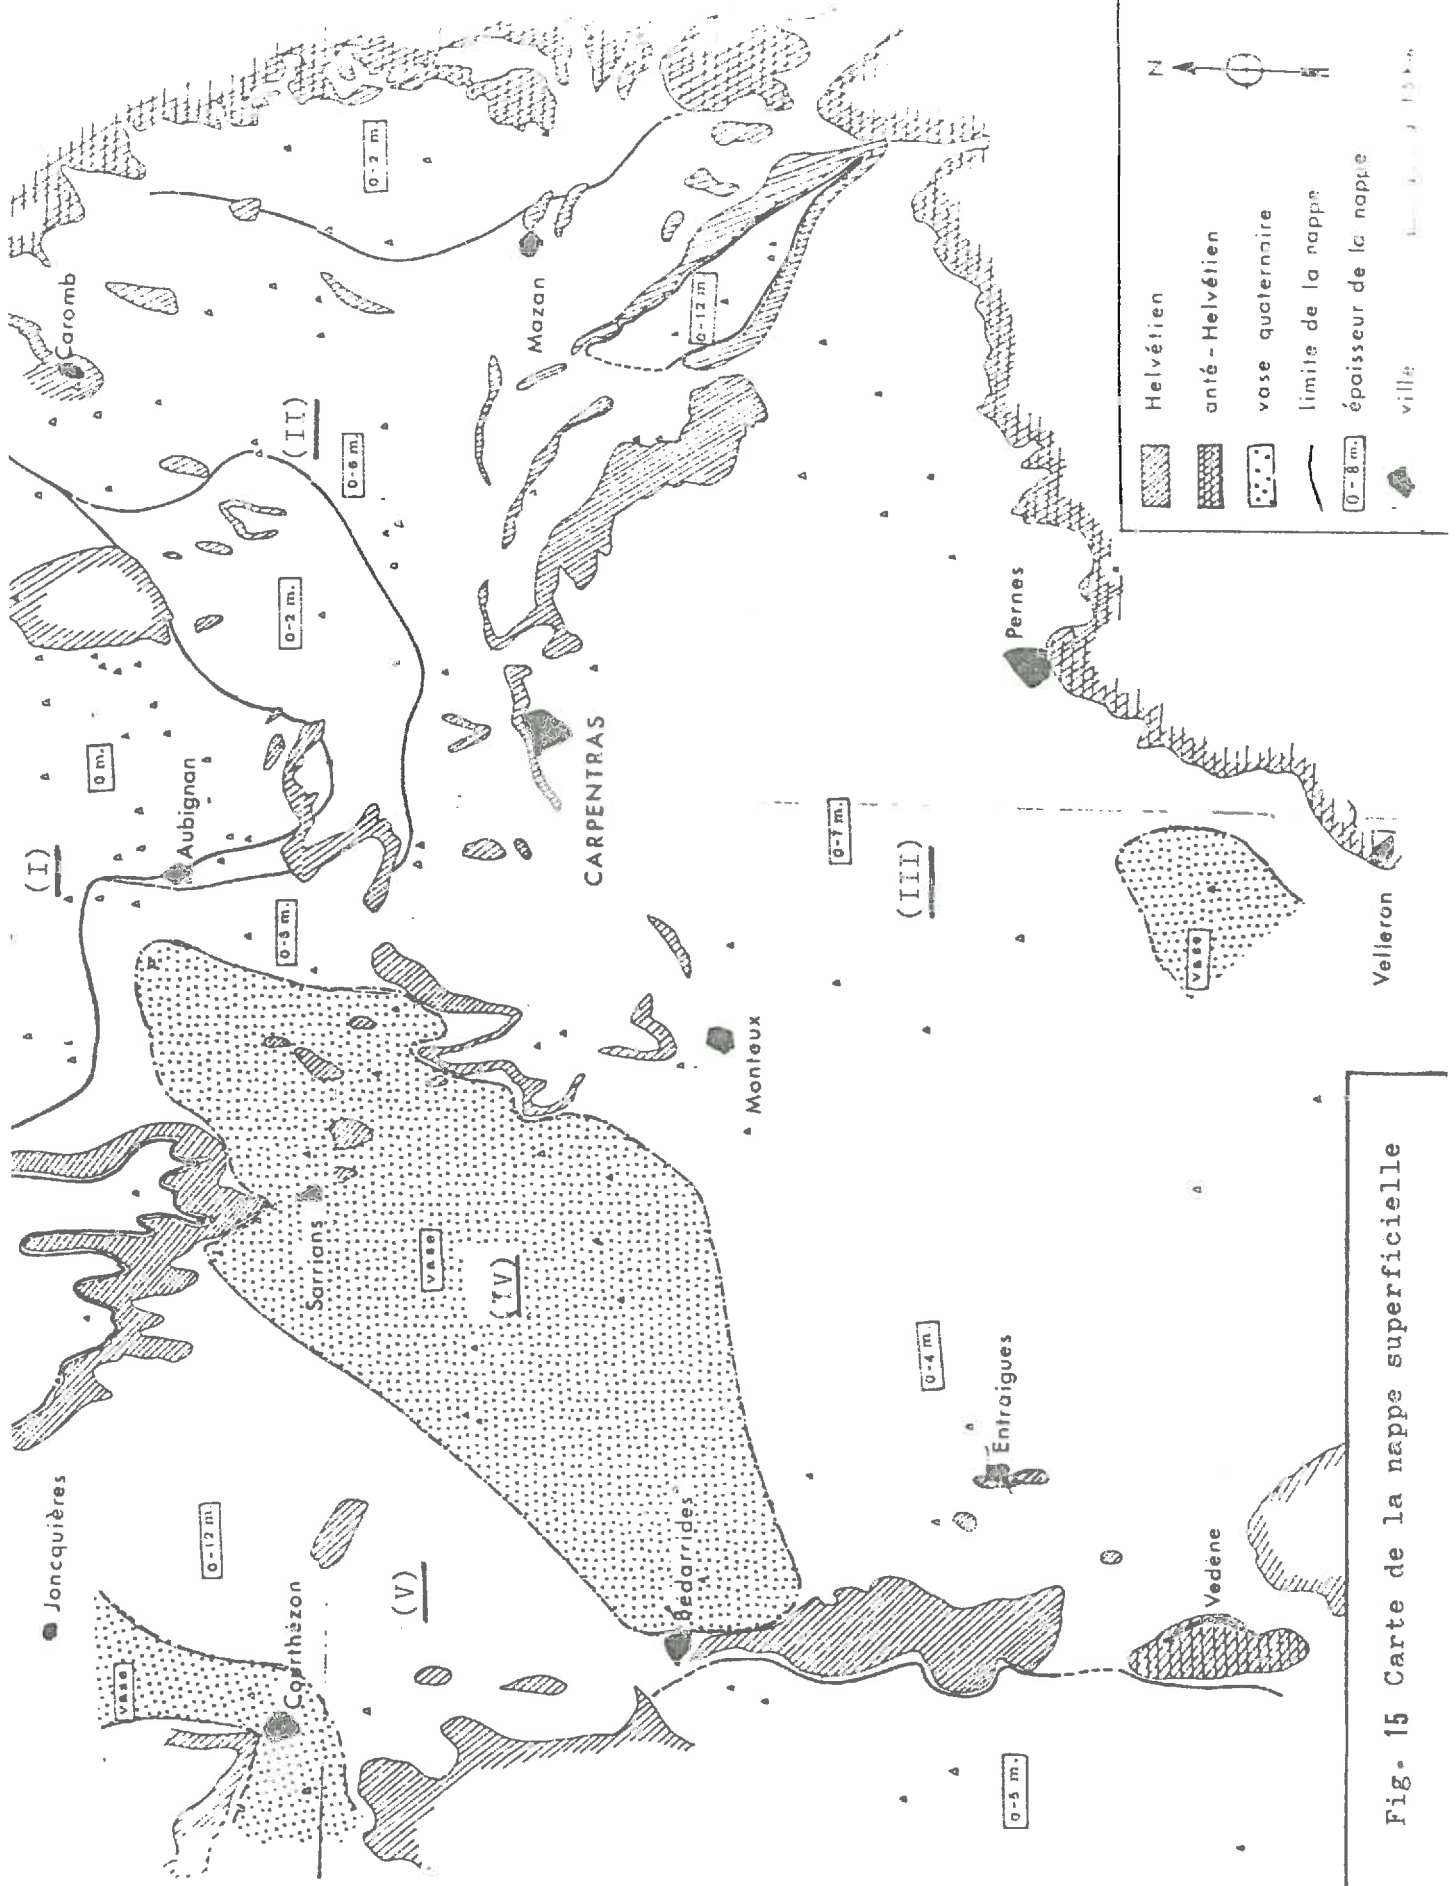 Joncquières
Caromb
(I)
0 m.
Aubignan
vase
0-12 m.
Courthézon
0-5 m.
0-2 m.
(II)
0-6 m.
0-2 m.
Sarrians
(V)
vase
(IV)
Mazan
CARPENTRAS
0-12 m.
Bédarrides
Monteux
0-7 m.
(III)
0-4 m.
Entraigues
Pernes
0-5 m.
Vedène
vase
Velleron
N
Helvétien
anté-Helvétien
vase quaternaire
limite de la nappe
0-8 m. épaisseur de la nappe
ville
Fig. 15 Carte de la nappe superficielle